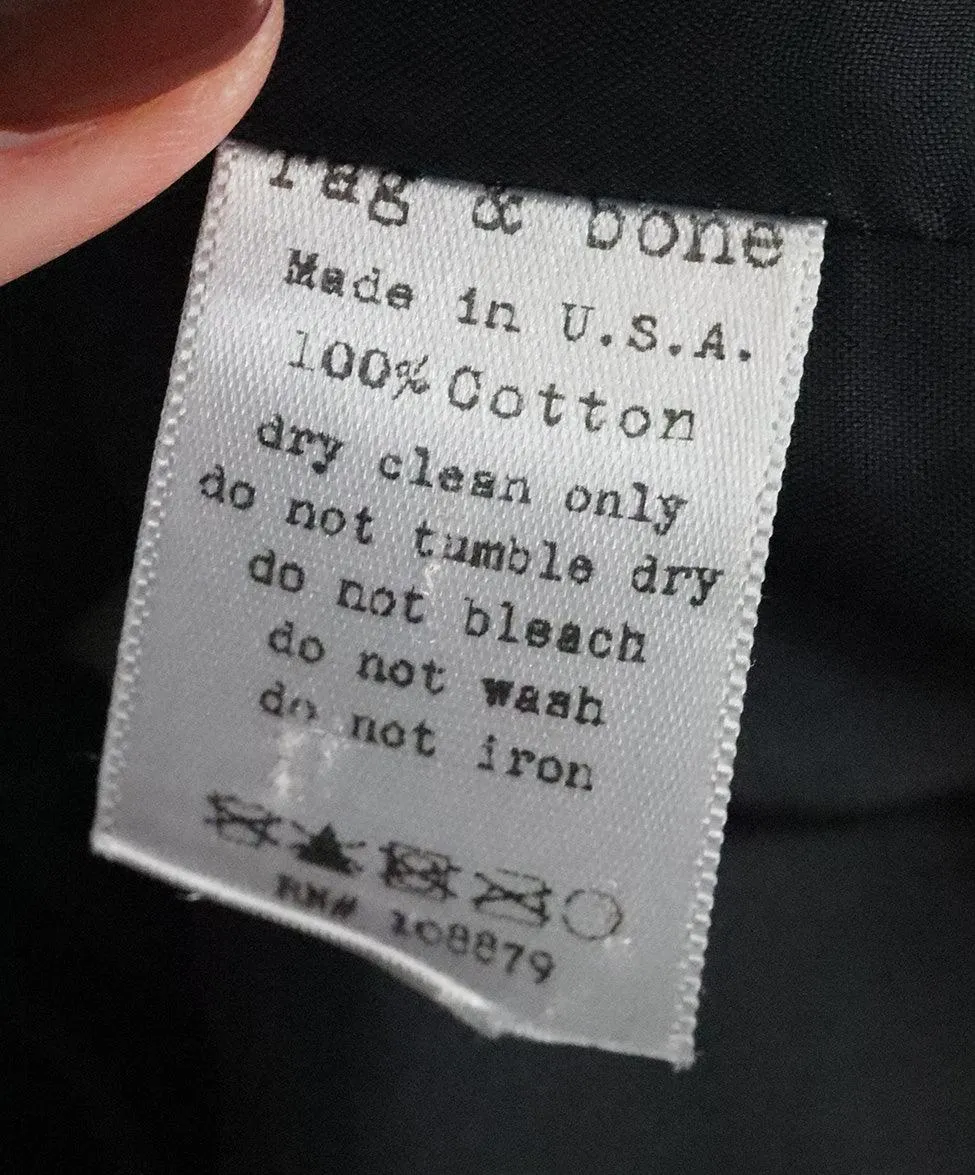 rag & bone
Made in U.S.A.
100% Cotton
dry clean only
do not tumble dry
do not bleach
do not wash
do not iron
RN# 108879